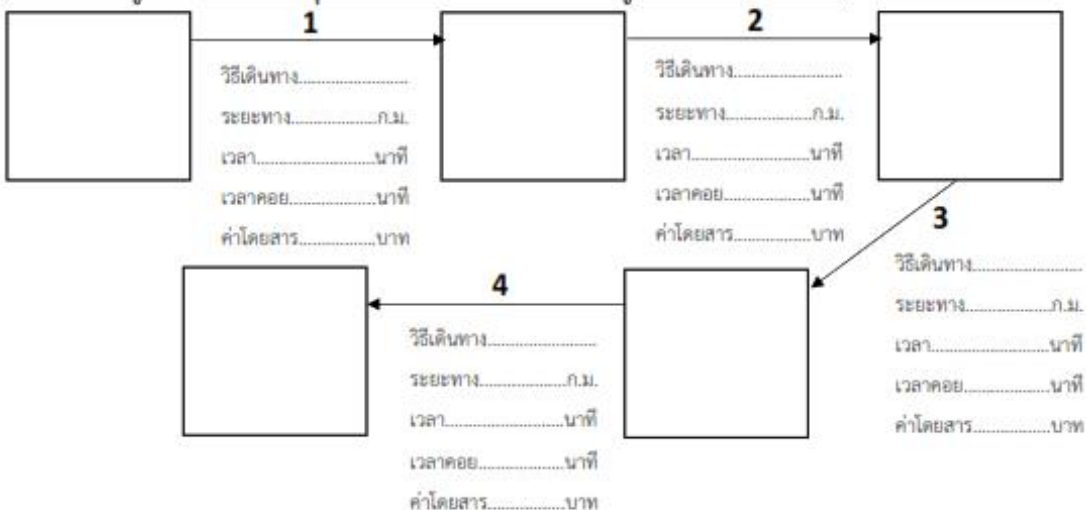 1
วิธีเดินทาง............................
ระยะทาง......................ก.ม.
เวลา..............................นาที
เวลาคอย......................นาที
ค่าโดยสาร...................บาท
2
วิธีเดินทาง............................
ระยะทาง......................ก.ม.
เวลา..............................นาที
เวลาคอย......................นาที
ค่าโดยสาร...................บาท
3
วิธีเดินทาง............................
ระยะทาง......................ก.ม.
เวลา..............................นาที
เวลาคอย......................นาที
ค่าโดยสาร...................บาท
4
วิธีเดินทาง............................
ระยะทาง......................ก.ม.
เวลา..............................นาที
เวลาคอย......................นาที
ค่าโดยสาร...................บาท